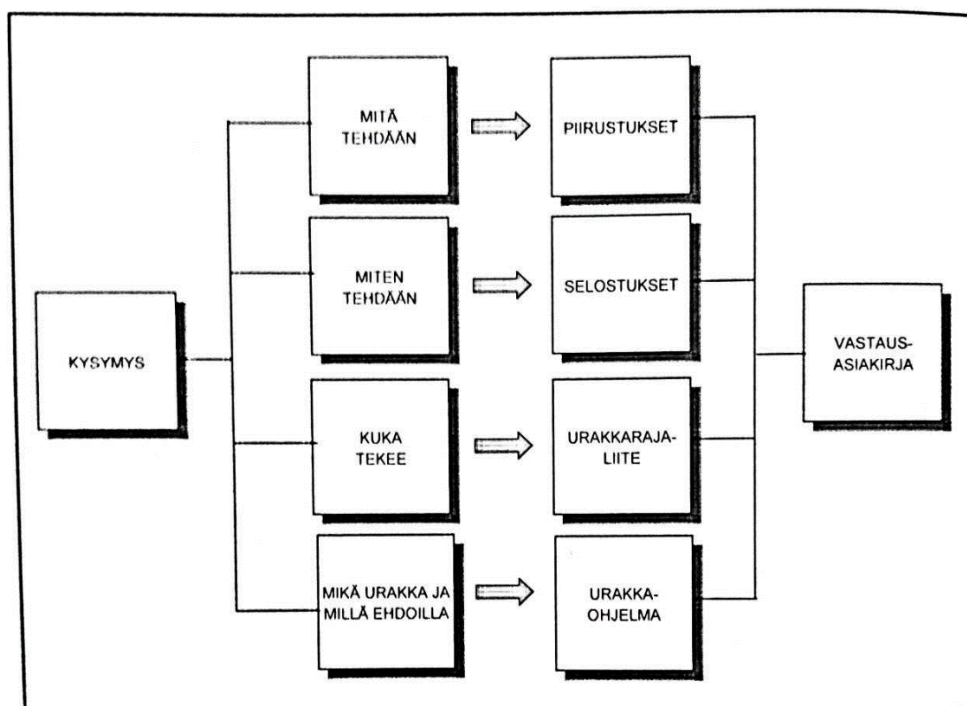 MITÄ
TEHDÄÄN
PIIRUSTUKSET
MITEN
TEHDÄÄN
SELOSTUKSET
KYSYMYS
VASTAUS-
ASIAKIRJA
KUKA
TEKEE
URAKKARAJA-
LIITE
MIKÄ URAKKA JA
MILLÄ EHDOILLA
URAKKA-
OHJELMA